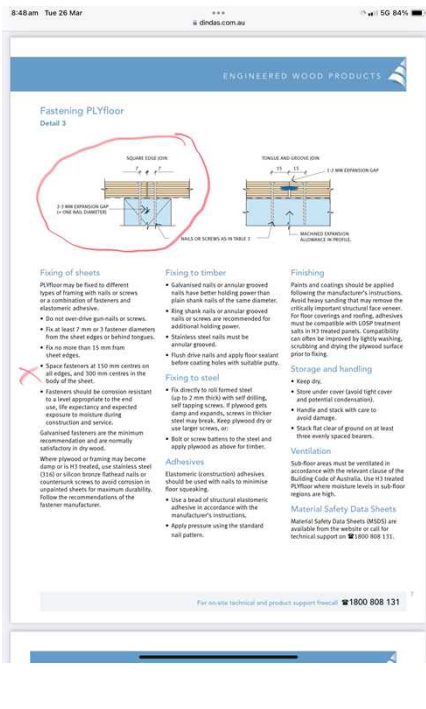 8:48am Tue 26 Mar
5G 84%
dindas.com.au
ENGINEERED WOOD PRODUCTS
Fastening PLYfloor
Detail 3
SQUARE EDGE JOIN
7 7
2-3 MM EXPANSION GAP
(= ONE NAIL DIAMETER)
NAILS OR SCREWS AS IN TABLE 3
TONGUE AND GROOVE JOIN
15 15
1-2 MM EXPANSION GAP
MACHINED EXPANSION
ALLOWANCE IN PROFILE.
Fixing of sheets
PLYfloor may be fixed to different
types of framing with nails or screws
or a combination of fasteners and
elastomeric adhesive.
• Do not over-drive gun-nails or screws.
• Fix at least 7 mm or 3 fastener diameters
from the sheet edges or behind tongues.
• Fix no more than 15 mm from
sheet edges.
• Space fasteners at 150 mm centres on
all edges, and 300 mm centres in the
body of the sheet.
• Fasteners should be corrosion resistant
to a level appropriate to the end
use, life expectancy and expected
exposure to moisture during
construction and service.
Galvanised fasteners are the minimum
recommendation and are normally
satisfactory in dry wood.
Where plywood or framing may become
damp or is H3 treated, use stainless steel
(316) or silicon bronze flathead nails or
countersunk screws to avoid corrosion in
unpainted sheets for maximum durability.
Follow the recommendations of the
fastener manufacturer.
Fixing to timber
• Galvanised nails or annular grooved
nails have better holding power than
plain shank nails of the same diameter.
• Ring shank nails or annular grooved
nails or screws are recommended for
additional holding power.
• Stainless steel nails must be
annular grooved.
• Flush drive nails and apply floor sealant
before coating holes with suitable putty.
Fixing to steel
• Fix directly to roll formed steel
(up to 2 mm thick) with self drilling,
self tapping screws. If plywood gets
damp and expands, screws in thicker
steel may break. Keep plywood dry or
use larger screws, or:
• Bolt or screw battens to the steel and
apply plywood as above for timber.
Adhesives
Elastomeric (construction) adhesives
should be used with nails to minimise
floor squeaking.
• Use a bead of structural elastomeric
adhesive in accordance with the
manufacturer's instructions.
• Apply pressure using the standard
nail pattern.
Finishing
Paints and coatings should be applied
following the manufacturer's instructions.
Avoid heavy sanding that may remove the
critically important structural face veneer.
For floor coverings and roofing, adhesives
must be compatible with LOSP treatment
salts in H3 treated panels. Compatibility
can often be improved by lightly washing,
scrubbing and drying the plywood surface
prior to fixing.
Storage and handling
• Keep dry.
• Store under cover (avoid tight cover
and potential condensation).
• Handle and stack with care to
avoid damage.
• Stack flat clear of ground on at least
three evenly spaced bearers.
Ventilation
Sub-floor areas must be ventilated in
accordance with the relevant clause of the
Building Code of Australia. Use H3 treated
PLYfloor where moisture levels in sub-floor
regions are high.
Material Safety Data Sheets
Material Safety Data Sheets (MSDS) are
available from the website or call for
technical support on ☎1800 808 131.
7
For on-site technical and product support freecall ☎1800 808 131